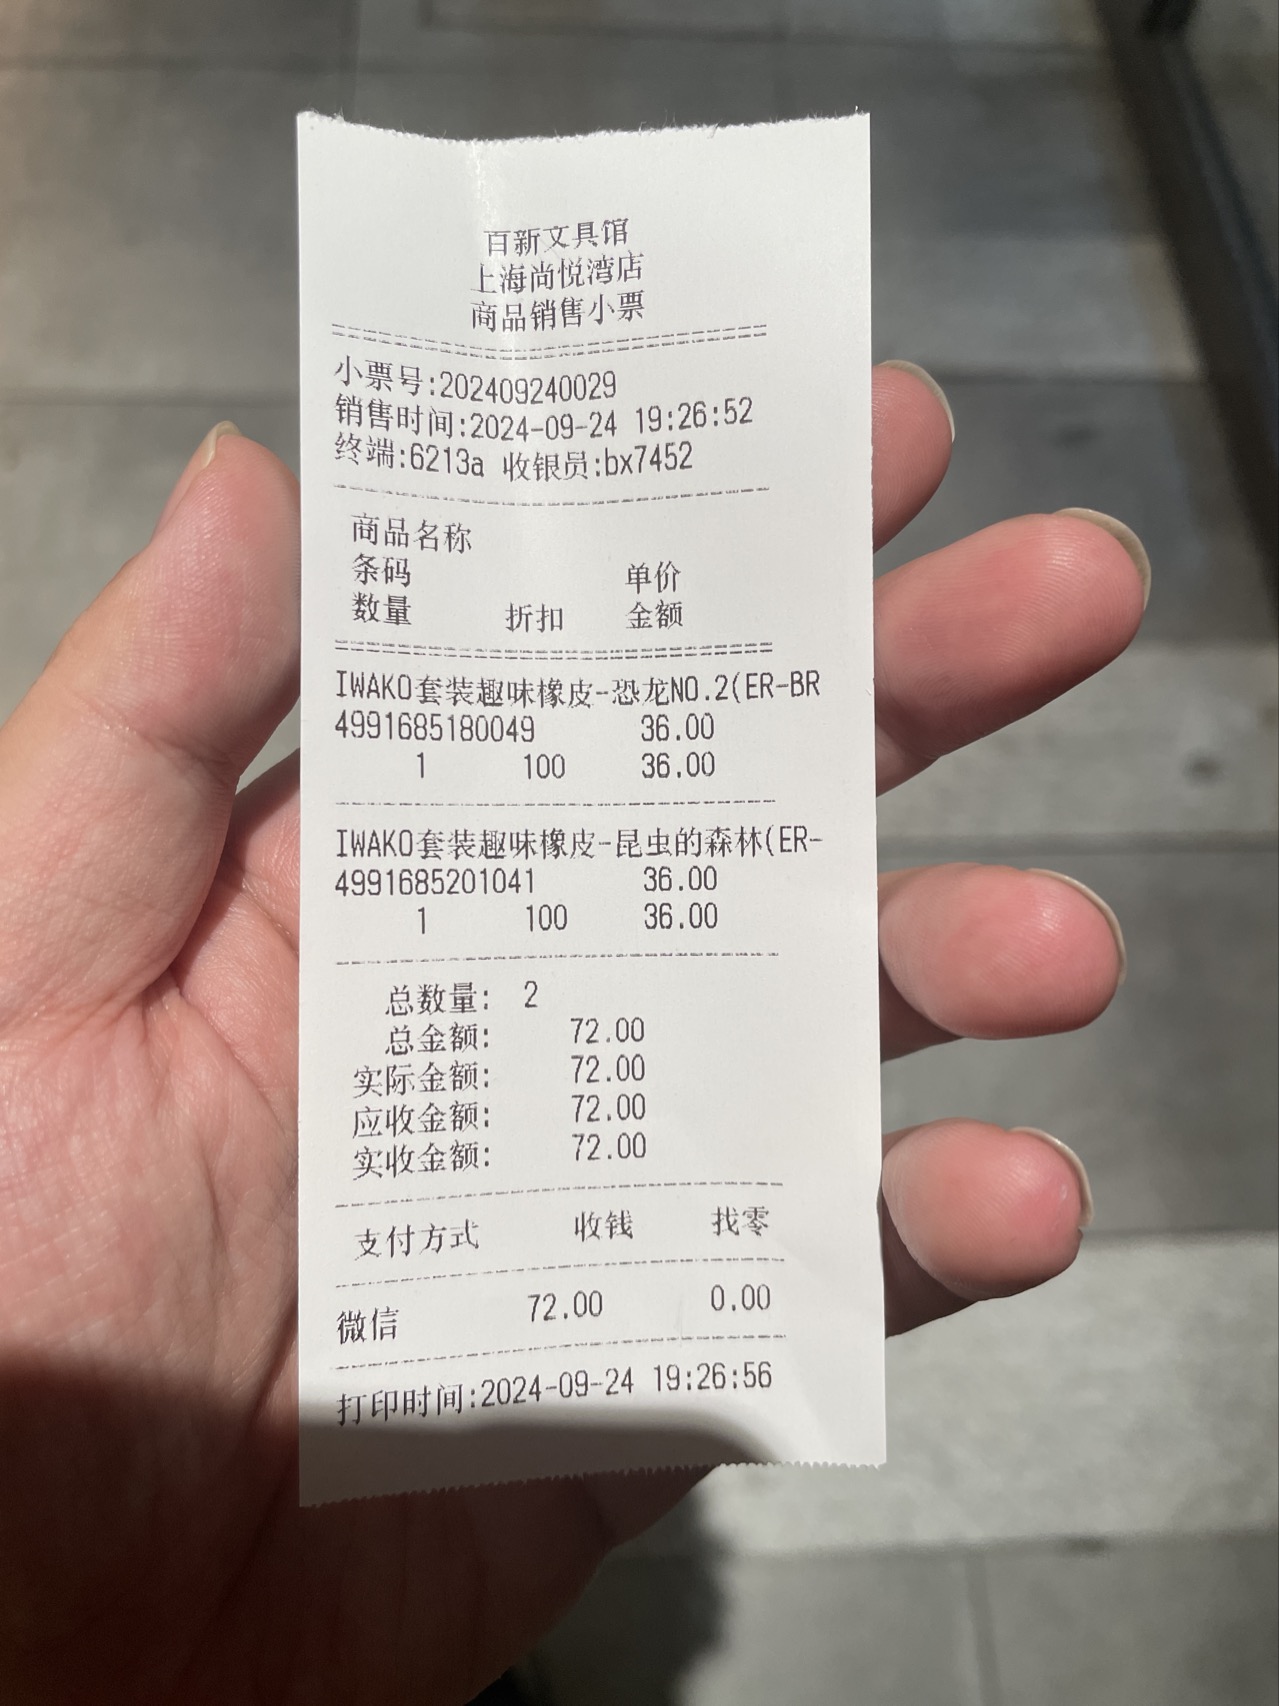 百新文具馆
上海尚悦湾店
商品销售小票
小票号:202409240029
销售时间:2024-09-24 19:26:52
终端:6213a 收银员:bx7452
商品名称
条码 单价
数量 折扣 金额
IWAKO套装趣味橡皮-恐龙NO.2(ER-BR
4991685180049 36.00
1 100 36.00
IWAKO套装趣味橡皮-昆虫的森林(ER-
4991685201041 36.00
1 100 36.00
总数量: 2
总金额: 72.00
实际金额: 72.00
应收金额: 72.00
实收金额: 72.00
支付方式 收钱 找零
微信 72.00 0.00
打印时间:2024-09-24 19:26:56